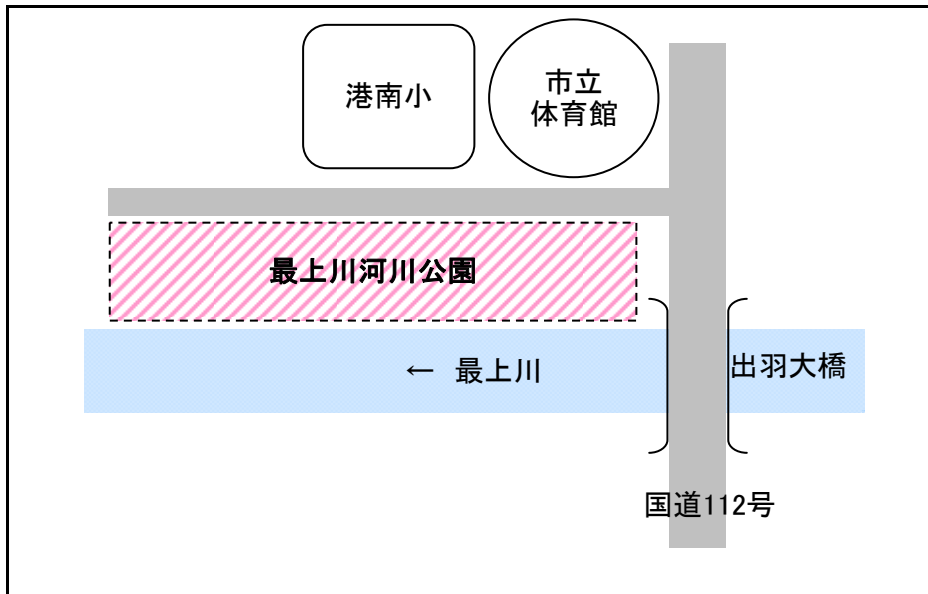 港南小
市立
体育館
最上川河川公園
← 最上川
出羽大橋
国道112号